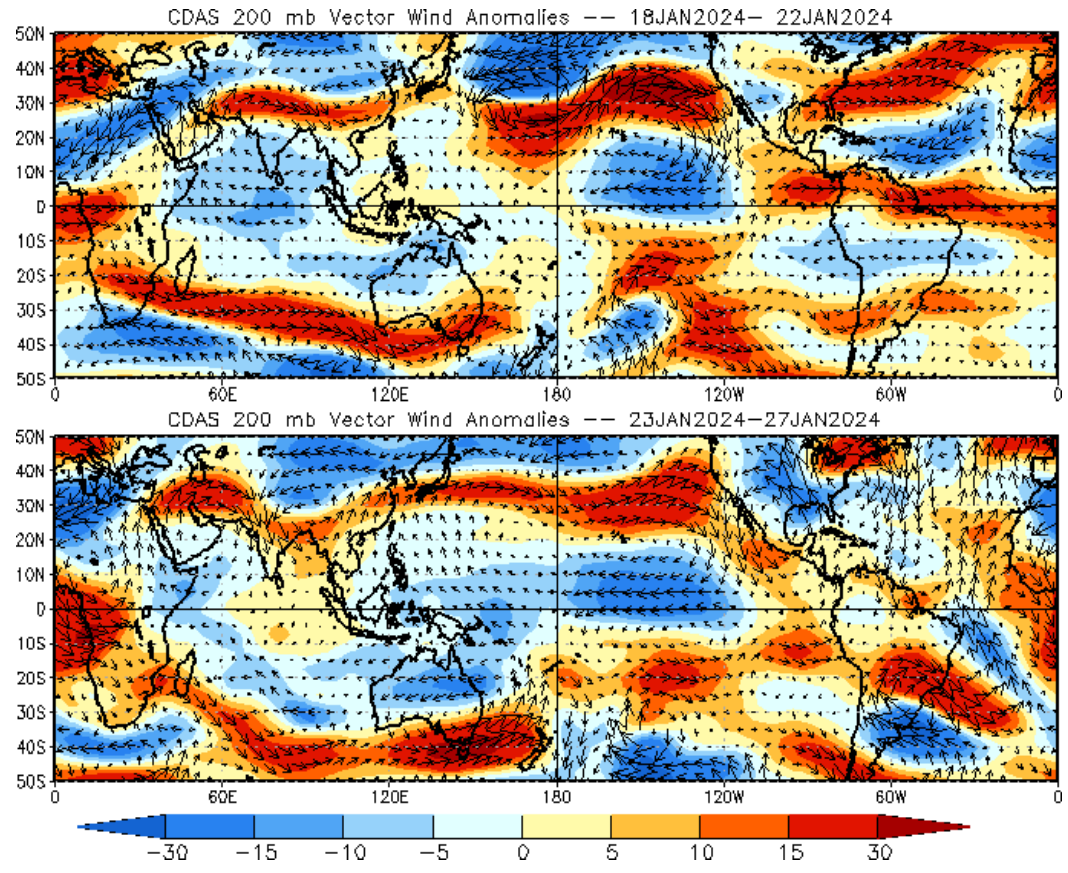 CDAS 200 mb Vector Wind Anomalies -- 18JAN2024- 22JAN2024
50N
40N
30N
20N
10N
0
10S
20S
30S
40S
50S
0 60E 120E 180 120W 60W 0
CDAS 200 mb Vector Wind Anomalies -- 23JAN2024-27JAN2024
50N
40N
30N
20N
10N
0
10S
20S
30S
40S
50S
0 60E 120E 180 120W 60W 0
-30 -15 -10 -5 0 5 10 15 30